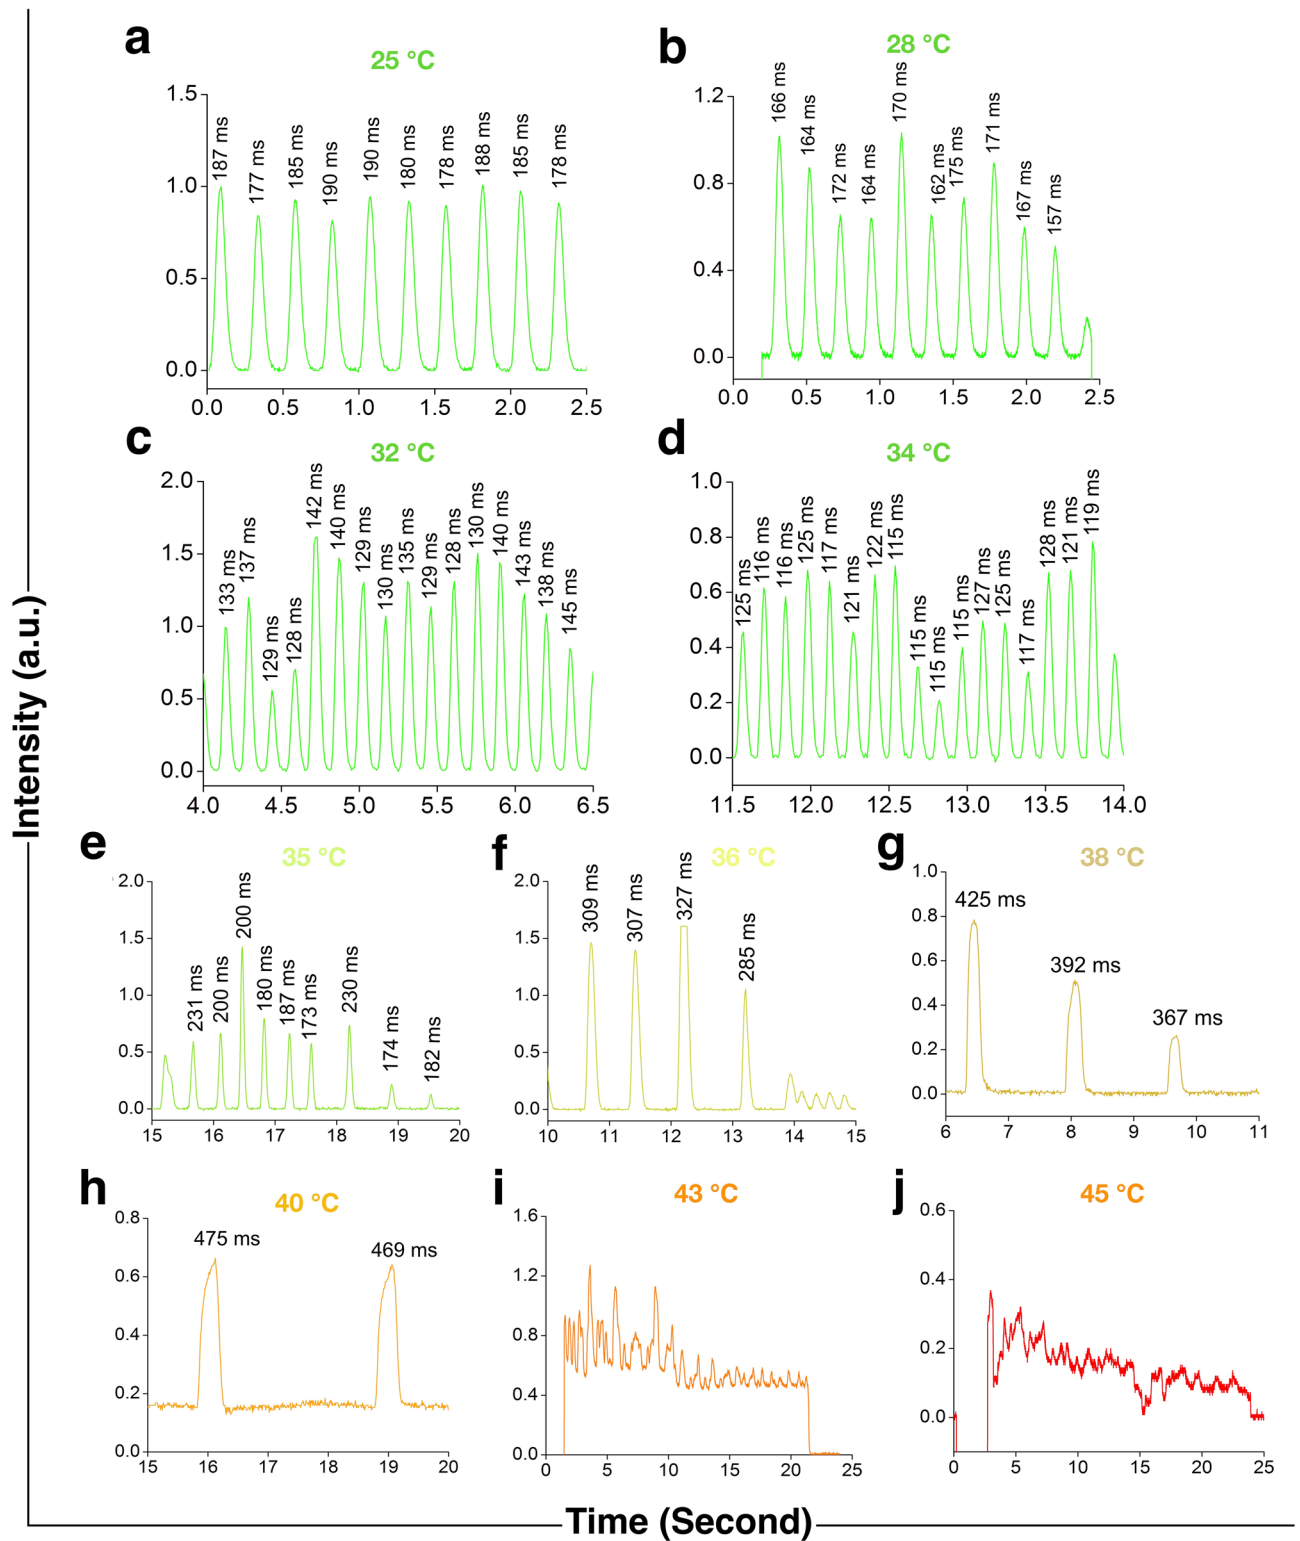 a
25 °C
1.5
1.0
0.5
0.0
187 ms
177 ms
185 ms
190 ms
190 ms
180 ms
178 ms
188 ms
185 ms
178 ms
0.0 0.5 1.0 1.5 2.0 2.5
b
28 °C
1.2
0.8
0.4
0.0
166 ms
164 ms
172 ms
164 ms
170 ms
162 ms
175 ms
171 ms
167 ms
157 ms
0.0 0.5 1.0 1.5 2.0 2.5
c
32 °C
2.0
1.5
1.0
0.5
0.0
133 ms
137 ms
129 ms
128 ms
142 ms
140 ms
129 ms
130 ms
135 ms
129 ms
128 ms
130 ms
140 ms
143 ms
138 ms
145 ms
4.0 4.5 5.0 5.5 6.0 6.5
d
34 °C
1.0
0.8
0.6
0.4
0.2
0.0
125 ms
116 ms
116 ms
125 ms
117 ms
121 ms
122 ms
115 ms
115 ms
115 ms
115 ms
127 ms
125 ms
117 ms
128 ms
121 ms
119 ms
11.5 12.0 12.5 13.0 13.5 14.0
e
35 °C
2.0
1.5
1.0
0.5
0.0
231 ms
200 ms
200 ms
180 ms
187 ms
173 ms
230 ms
174 ms
182 ms
15 16 17 18 19 20
f
36 °C
2.0
1.5
1.0
0.5
0.0
309 ms
307 ms
327 ms
285 ms
10 11 12 13 14 15
g
38 °C
1.0
0.8
0.6
0.4
0.2
0.0
425 ms
392 ms
367 ms
6 7 8 9 10 11
h
40 °C
0.8
0.6
0.4
0.2
0.0
475 ms
469 ms
15 16 17 18 19 20
i
43 °C
1.6
1.2
0.8
0.4
0.0
0 5 10 15 20 25
j
45 °C
0.6
0.4
0.2
0.0
0 5 10 15 20 25
Intensity (a.u.)
Time (Second)